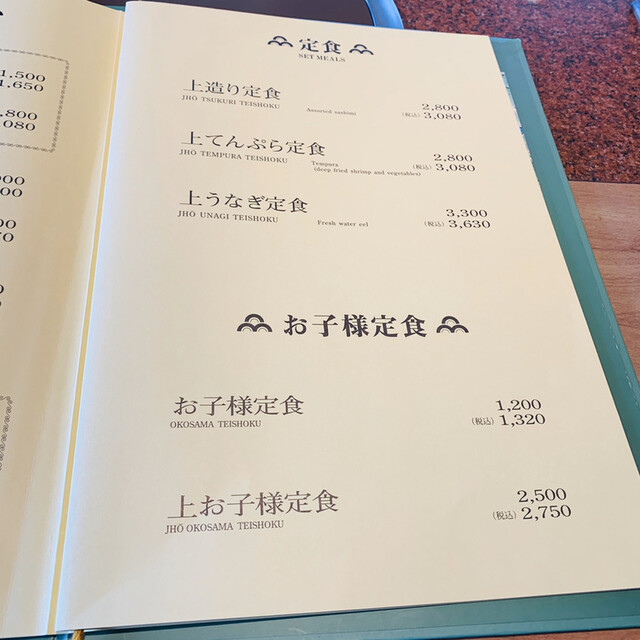 1.500
1.650
定食
SET MEALS
上造り定食
JHŌ TSUKURI TEISHOKU Assorted sashimi 2,800
(税込) 3,080
上てんぷら定食
JHŌ TEMPURA TEISHOKU Tempura 2,800
(deep fried shrimp and vegetables) (税込) 3,080
上うなぎ定食
JHŌ UNAGI TEISHOKU Fresh water eel 3,300
(税込) 3,630
お子様定食
お子様定食 1,200
OKOSAMA TEISHOKU (税込) 1,320
上お子様定食 2,500
JHŌ OKOSAMA TEISHOKU (税込) 2,750